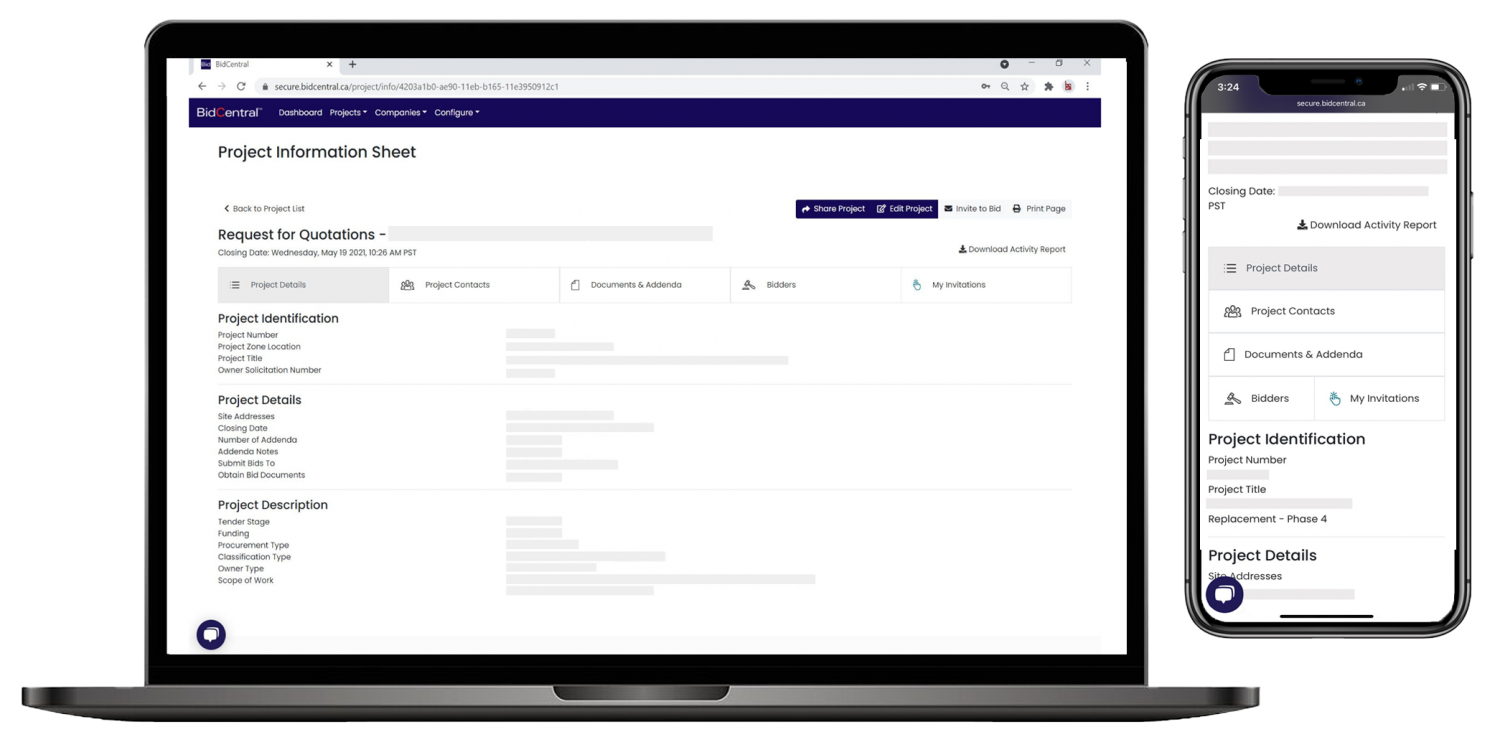 Bid BidCentral
secure.bidcentral.ca/project/info/4203a1b0-ae90-11eb-b165-11e3950912c1
BidCentral™ Dashboard Projects Companies Configure
Project Information Sheet
Back to Project List
Share Project Edit Project Invite to Bid Print Page
Request for Quotations -
Closing Date: Wednesday, May 19 2021, 10:26 AM PST
Download Activity Report
Project Details Project Contacts Documents & Addenda Bidders My Invitations
Project Identification
Project Number
Project Zone Location
Project Title
Owner Solicitation Number
Project Details
Site Addresses
Closing Date
Number of Addenda
Addenda Notes
Submit Bids To
Obtain Bid Documents
Project Description
Tender Stage
Funding
Procurement Type
Classification Type
Owner Type
Scope of Work
3:24
secure.bidcentral.ca
Closing Date:
PST
Download Activity Report
Project Details
Project Contacts
Documents & Addenda
Bidders My Invitations
Project Identification
Project Number
Project Title
Replacement - Phase 4
Project Details
Site Addresses